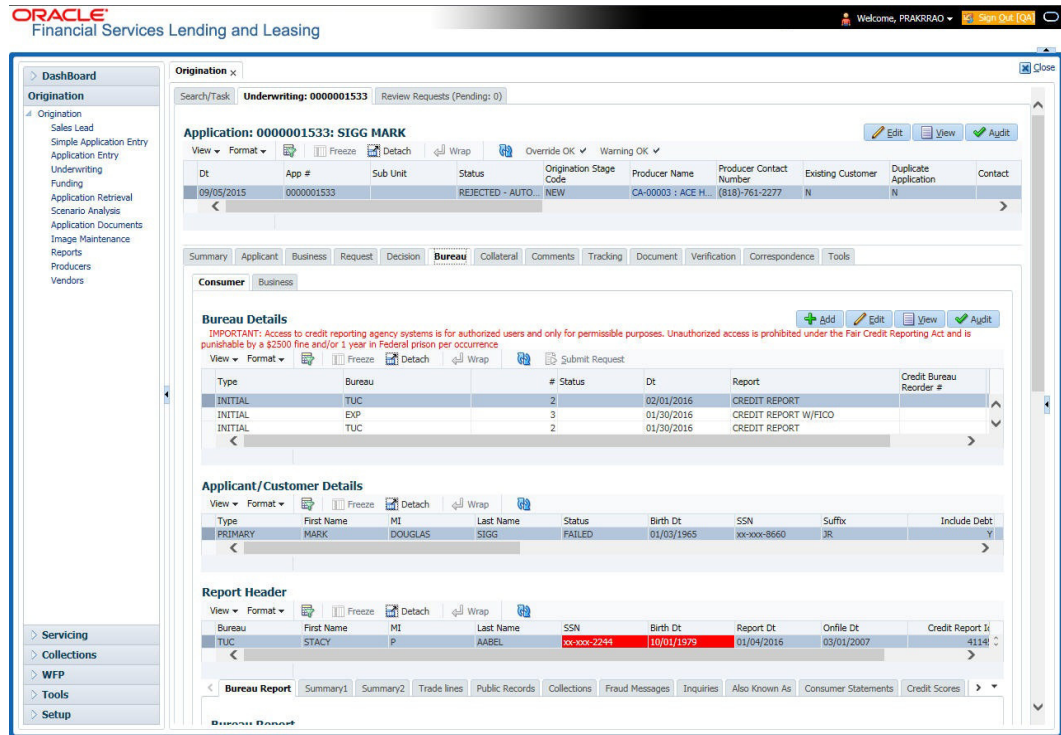 ORACLE
Financial Services Lending and Leasing
Welcome, PRAKRRAO
Sign Out [QA]
DashBoard
Origination
Origination
Sales Lead
Simple Application Entry
Application Entry
Underwriting
Funding
Application Retrieval
Scenario Analysis
Application Documents
Image Maintenance
Reports
Producers
Vendors
Servicing
Collections
WFP
Tools
Setup
Origination x
Close
Search/Task Underwriting: 0000001533 Review Requests (Pending: 0)
Application: 0000001533: SIGG MARK
Edit View Audit
View Format Freeze Detach Wrap Override OK Warning OK
Dt App # Sub Unit Status Origination Stage Code Producer Name Producer Contact Number Existing Customer Duplicate Application Contact
09/05/2015 0000001533 REJECTED - AUTO... NEW CA-00003 : ACE H... (818)-761-2277 N N
Summary Applicant Business Request Decision Bureau Collateral Comments Tracking Document Verification Correspondence Tools
Consumer Business
Bureau Details
Add Edit View Audit
IMPORTANT: Access to credit reporting agency systems is for authorized users and only for permissible purposes. Unauthorized access is prohibited under the Fair Credit Reporting Act and is
punishable by a $2500 fine and/or 1 year in Federal prison per occurrence
View Format Freeze Detach Wrap Submit Request
Type Bureau # Status Dt Report Credit Bureau Reorder #
INITIAL TUC 2 02/01/2016 CREDIT REPORT
INITIAL EXP 3 01/30/2016 CREDIT REPORT W/FICO
INITIAL TUC 2 01/30/2016 CREDIT REPORT
Applicant/Customer Details
View Format Freeze Detach Wrap
Type First Name MI Last Name Status Birth Dt SSN Suffix Include Debt
PRIMARY MARK DOUGLAS SIGG FAILED 01/03/1965 xx-xxx-8660 JR Y
Report Header
View Format Freeze Detach Wrap
Bureau First Name MI Last Name SSN Birth Dt Report Dt Onfile Dt Credit Report
TUC STACY P AABEL xx-xxx-2244 10/01/1979 01/04/2016 03/01/2007
Bureau Report Summary1 Summary2 Trade lines Public Records Collections Fraud Messages Inquiries Also Known As Consumer Statements Credit Scores
Bureau Report